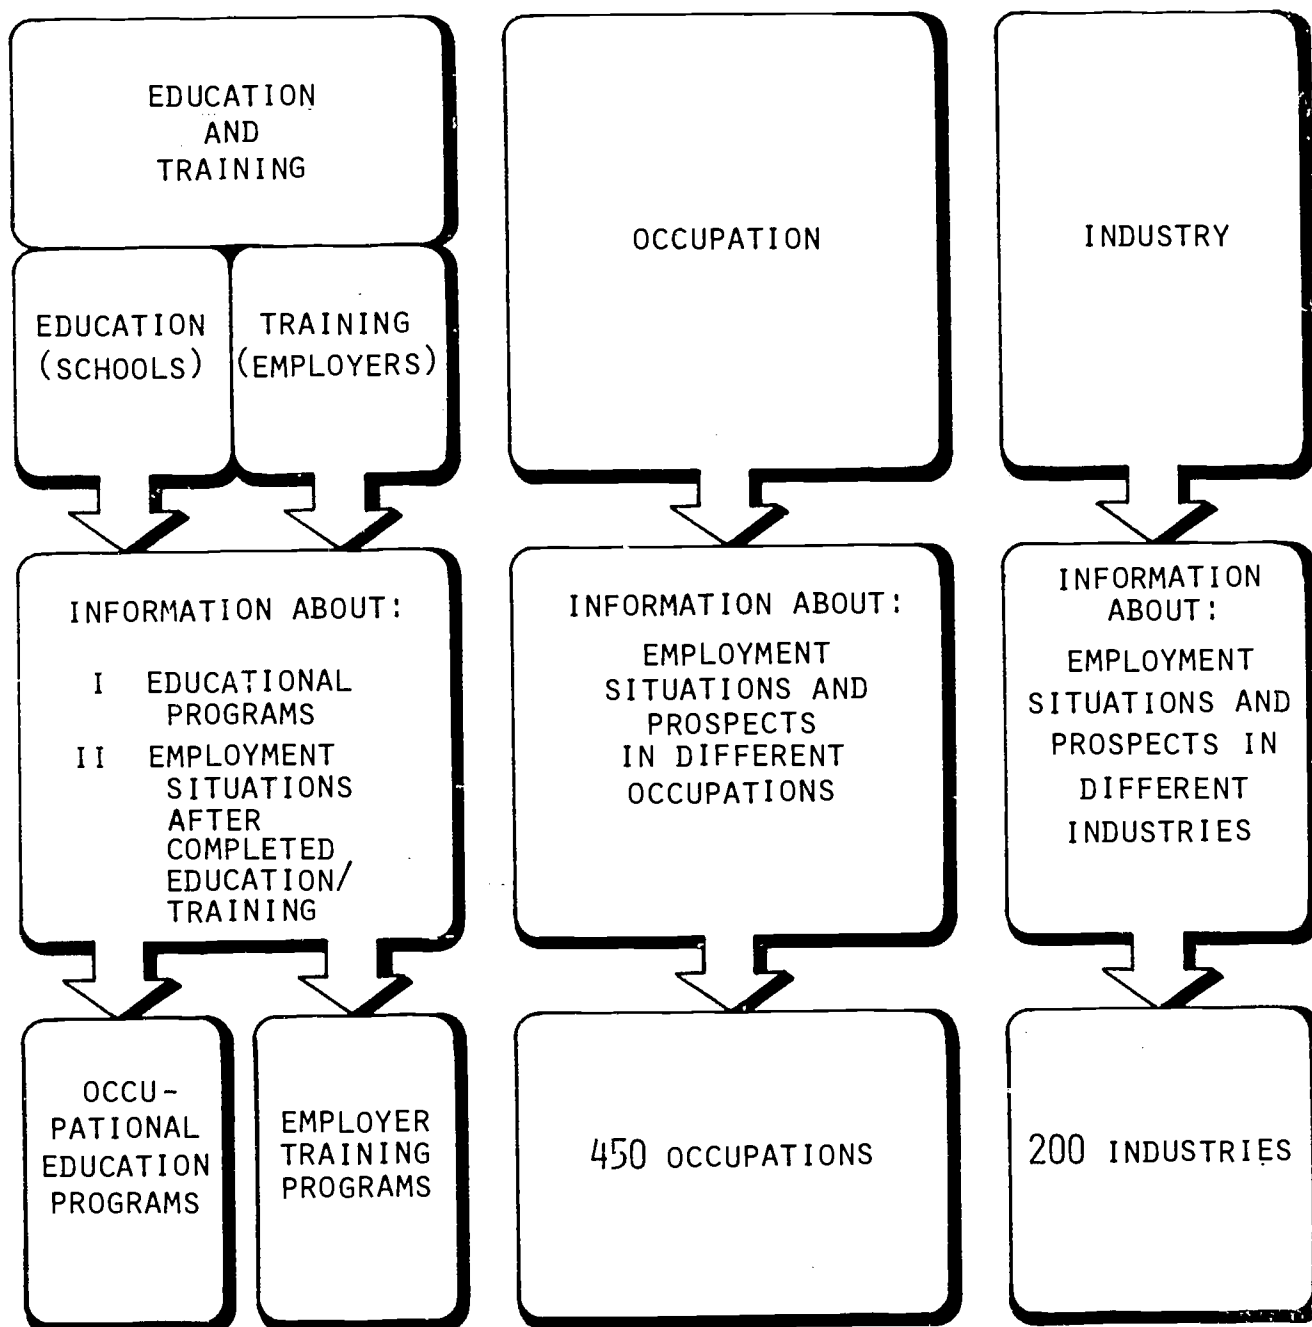 EDUCATION
AND
TRAINING
EDUCATION
(SCHOOLS)
TRAINING
(EMPLOYERS)
OCCUPATION
INDUSTRY
INFORMATION ABOUT:
I EDUCATIONAL
PROGRAMS
II EMPLOYMENT
SITUATIONS
AFTER
COMPLETED
EDUCATION/
TRAINING
INFORMATION ABOUT:
EMPLOYMENT
SITUATIONS AND
PROSPECTS
IN DIFFERENT
OCCUPATIONS
INFORMATION
ABOUT:
EMPLOYMENT
SITUATIONS AND
PROSPECTS IN
DIFFERENT
INDUSTRIES
OCCU-
PATIONAL
EDUCATION
PROGRAMS
EMPLOYER
TRAINING
PROGRAMS
450 OCCUPATIONS
200 INDUSTRIES